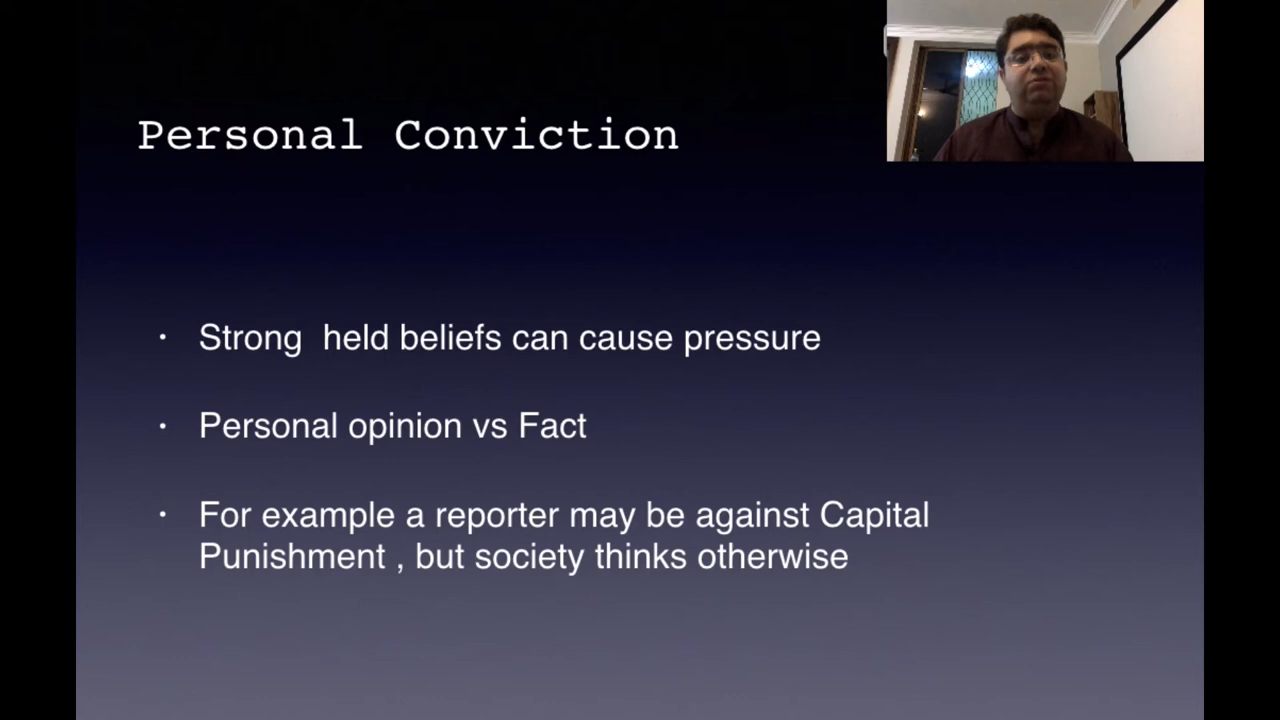 Personal Conviction
• Strong  held beliefs can cause pressure
• Personal opinion vs Fact
• For example a reporter may be against Capital
Punishment , but society thinks otherwise